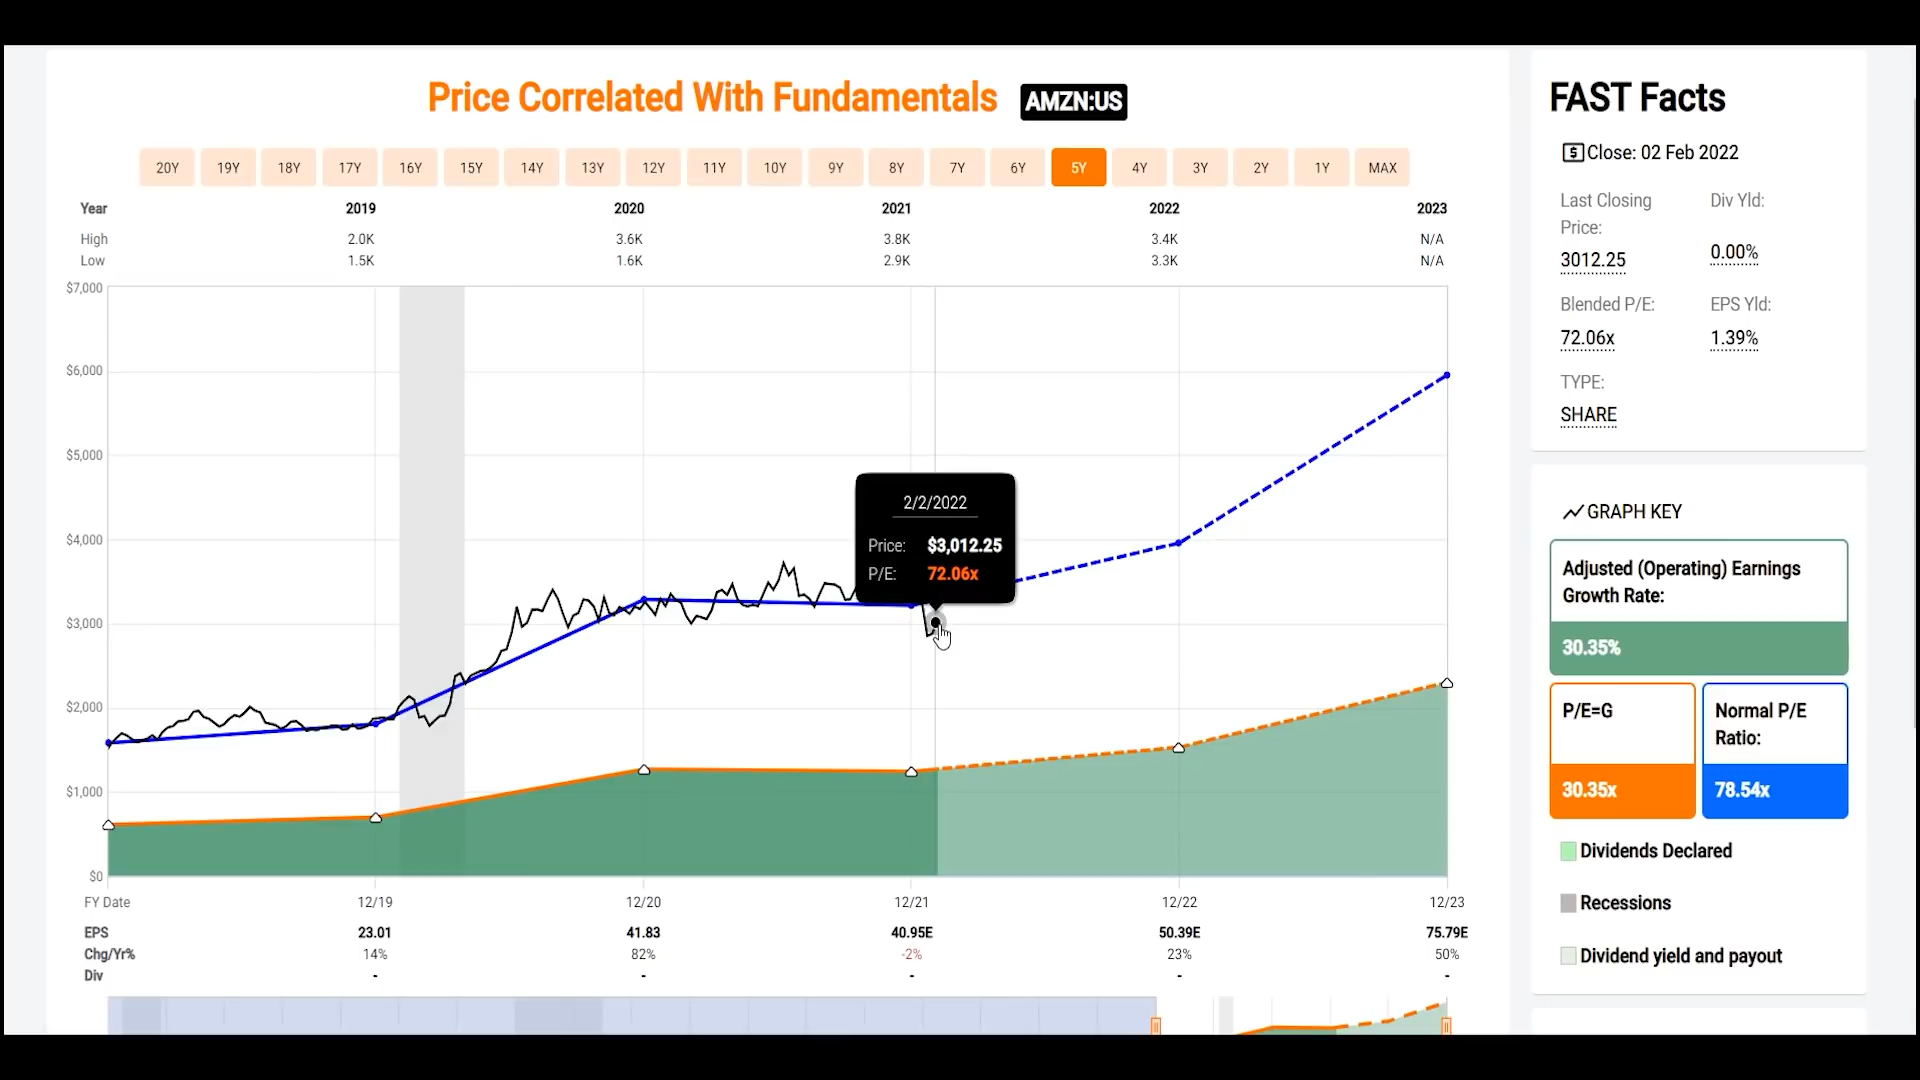 Price Correlated With Fundamentals AMZN:US
20Y 19Y 18Y 17Y 16Y 15Y 14Y 13Y 12Y 11Y 10Y 9Y 8Y 7Y 6Y 5Y 4Y 3Y 2Y 1Y MAX
Year 2019 2020 2021 2022 2023
High 2.0K 3.6K 3.8K 3.4K N/A
Low 1.5K 1.6K 2.9K 3.3K N/A
$7,000
$6,000
$5,000
$4,000
$3,000
$2,000
$1,000
$0
2/2/2022
Price: $3,012.25
P/E: 72.06x
FY Date 12/19 12/20 12/21 12/22 12/23
EPS 23.01 41.83 40.95E 50.39E 75.79E
Chg/Yr% 14% 82% -2% 23% 50%
Div - - - - -
FAST Facts
$ Close: 02 Feb 2022
Last Closing
Price:
3012.25
Div Yld:
0.00%
Blended P/E:
72.06x
EPS Yld:
1.39%
TYPE:
SHARE
GRAPH KEY
Adjusted (Operating) Earnings
Growth Rate:
30.35%
P/E=G
30.35x
Normal P/E
Ratio:
78.54x
Dividends Declared
Recessions
Dividend yield and payout